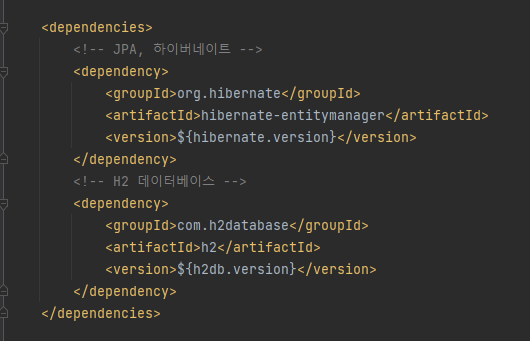 <dependencies>
<!-- JPA, 하이버네이트 -->
<dependency>
<groupId>org.hibernate</groupId>
<artifactId>hibernate-entitymanager</artifactId>
<version>${hibernate.version}</version>
</dependency>
<!-- H2 데이터베이스 -->
<dependency>
<groupId>com.h2database</groupId>
<artifactId>h2</artifactId>
<version>${h2db.version}</version>
</dependency>
</dependencies>